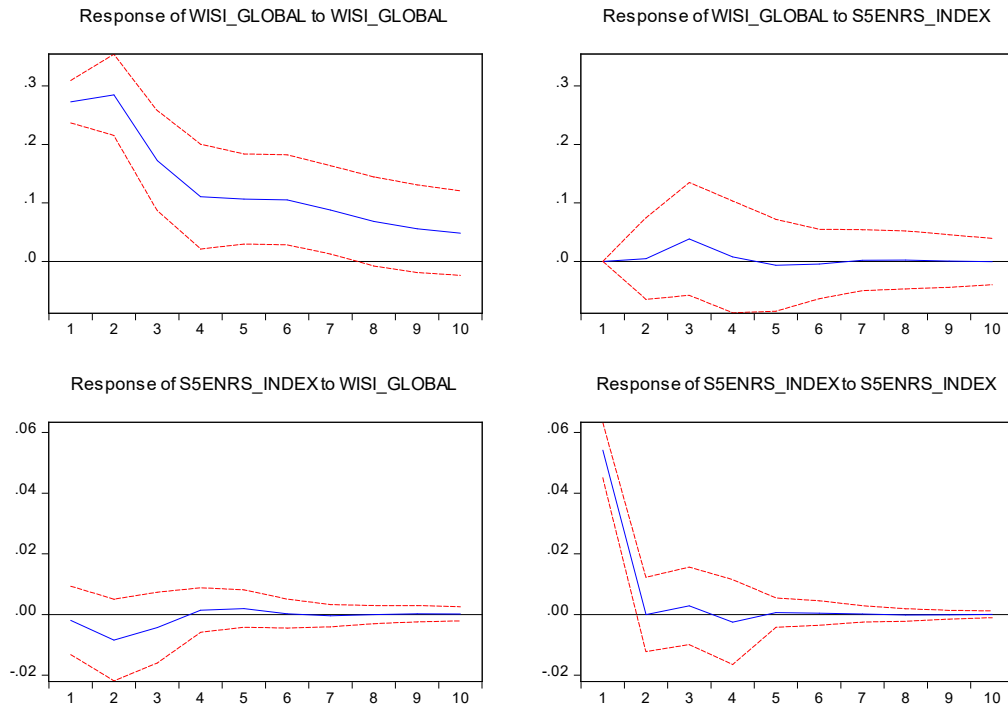 Response of WISI_GLOBAL to WISI_GLOBAL
.3
.2
.1
.0
1 2 3 4 5 6 7 8 9 10
Response of WISI_GLOBAL to S5ENRS_INDEX
.3
.2
.1
.0
1 2 3 4 5 6 7 8 9 10
Response of S5ENRS_INDEX to WISI_GLOBAL
.06
.04
.02
.00
-.02
1 2 3 4 5 6 7 8 9 10
Response of S5ENRS_INDEX to S5ENRS_INDEX
.06
.04
.02
.00
-.02
1 2 3 4 5 6 7 8 9 10